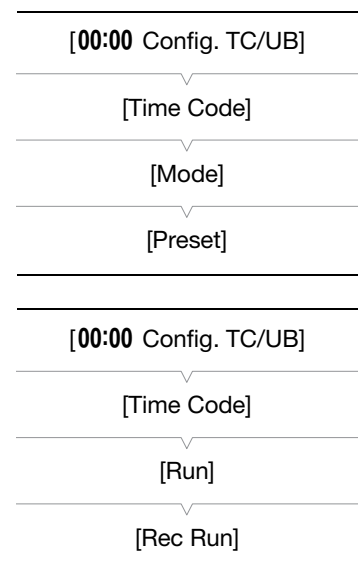 [00:00 Config. TC/UB]
[Time Code]
[Mode]
[Preset]
[00:00 Config. TC/UB]
[Time Code]
[Run]
[Rec Run]